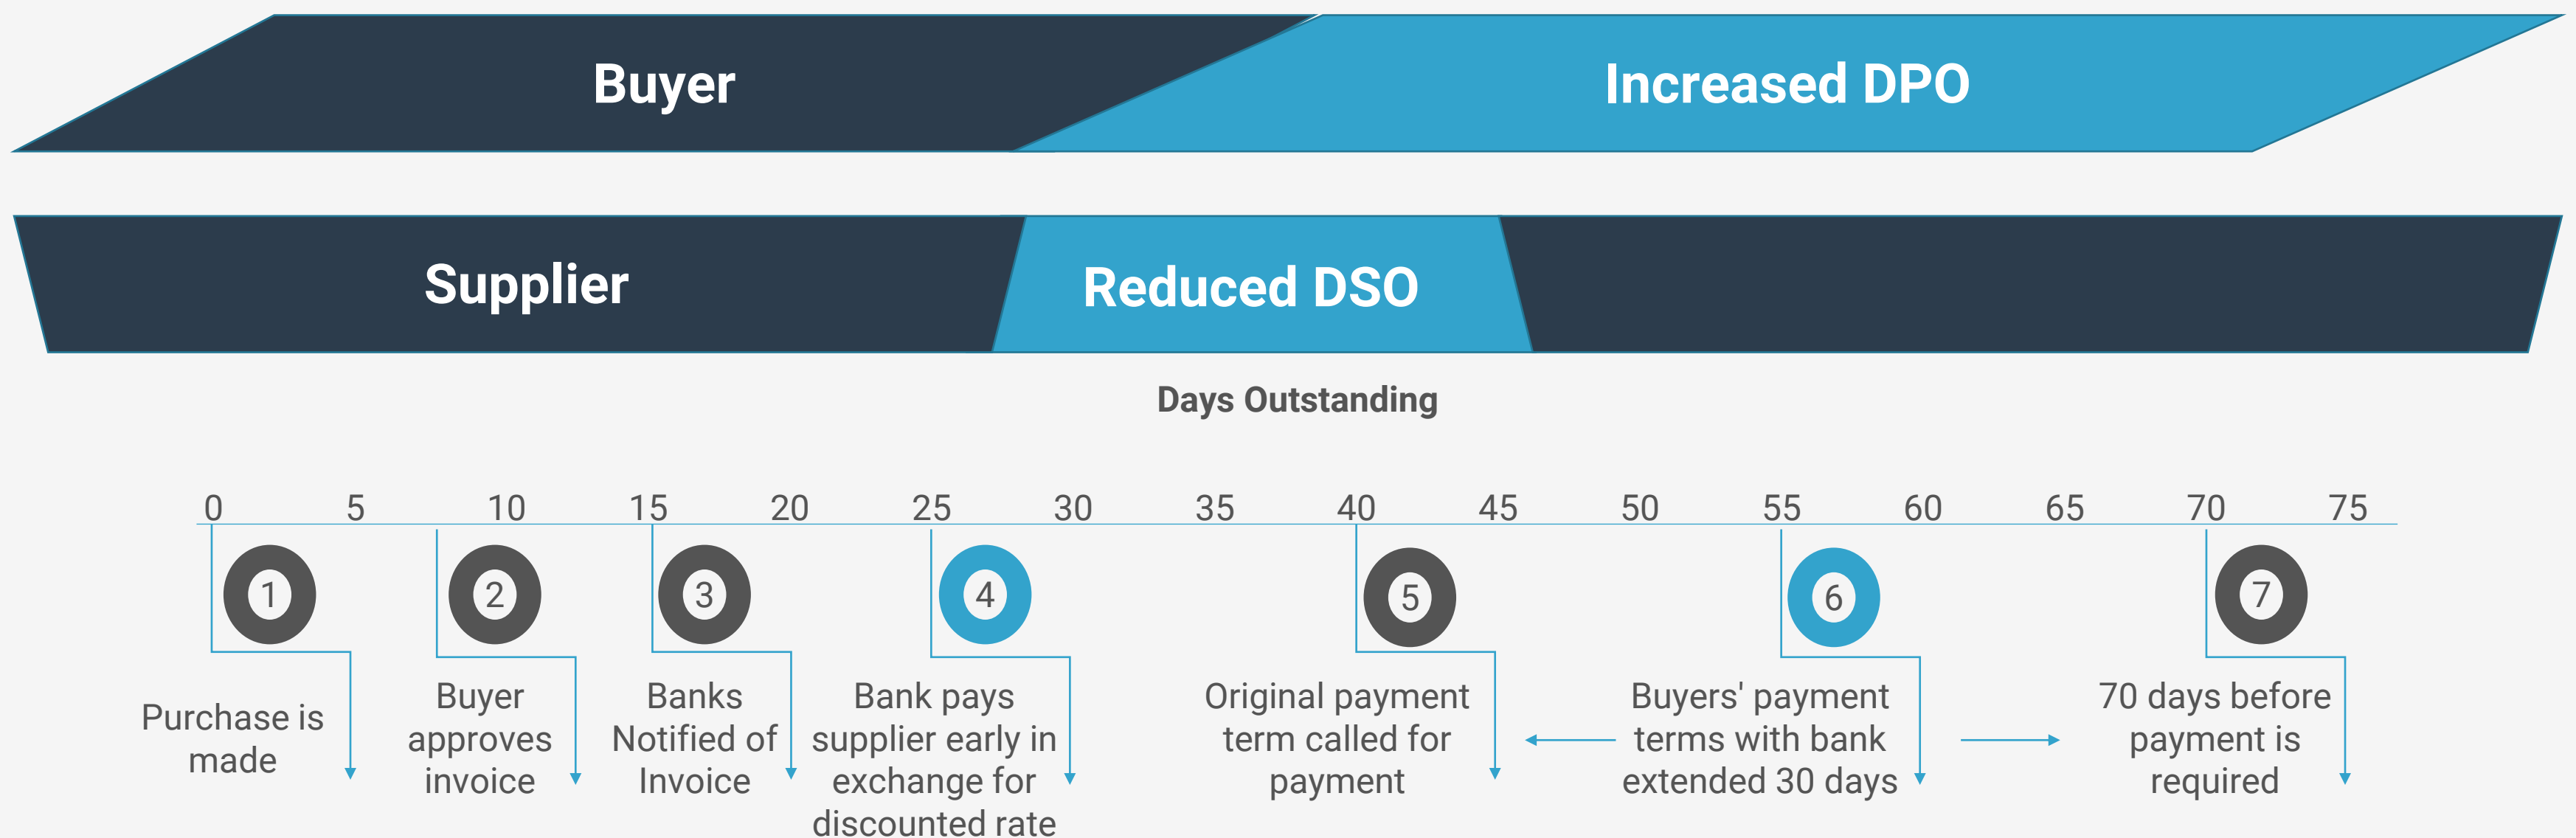 Buyer
Increased DPO
Supplier
Reduced DSO
Days Outstanding
0 5 10 15 20 25 30 35 40 45 50 55 60 65 70 75
1
2
3
4
5
6
7
Purchase is
made
Buyer
approves
invoice
Banks
Notified of
Invoice
Bank pays
supplier early in
exchange for
discounted rate
Original payment
term called for
payment
Buyers' payment
terms with bank
extended 30 days
70 days before
payment is
required